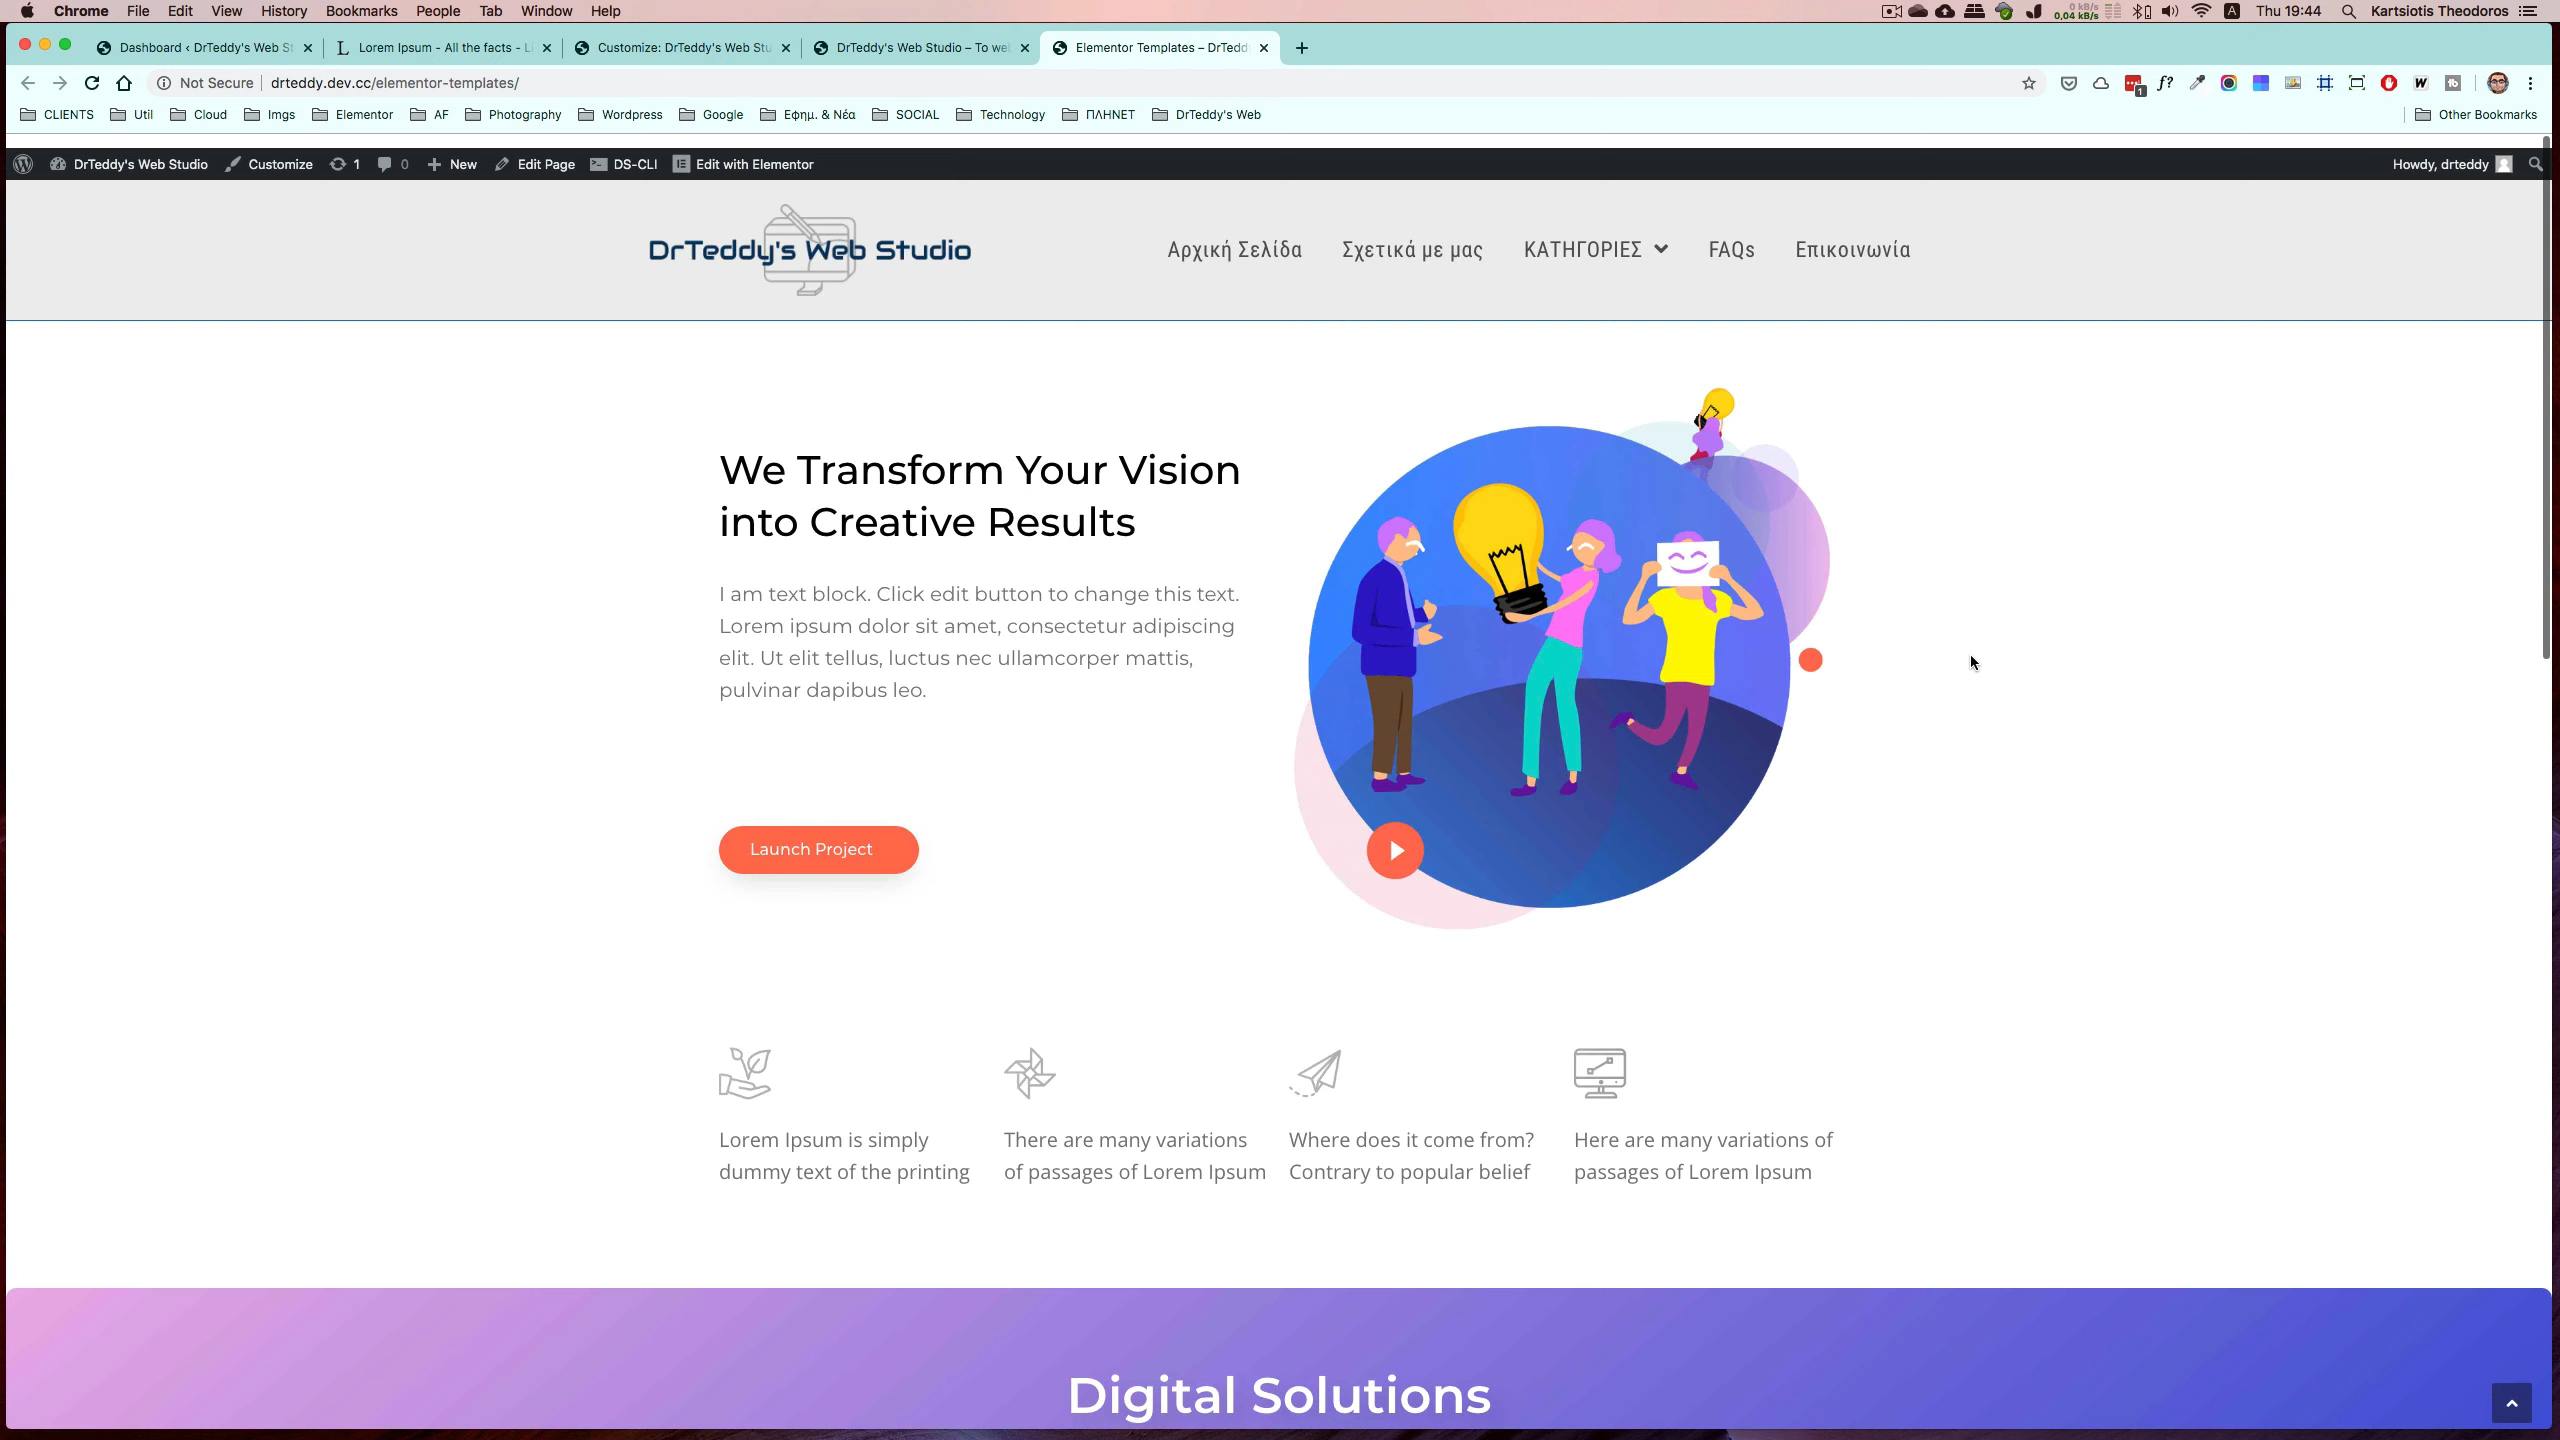 Chrome File Edit View History Bookmarks People Tab Window Help
0 kB/s
0,04 kB/s
A Thu 19:44 Kartsiotis Theodoros
Dashboard ‹ DrTeddy's Web St
Lorem Ipsum - All the facts - Li
Customize: DrTeddy's Web Stu
DrTeddy's Web Studio – To we
Elementor Templates – DrTedd
Not Secure drteddy.dev.cc/elementor-templates/
CLIENTS Util Cloud Imgs Elementor AF Photography Wordpress Google Εφημ. & Νέα SOCIAL Technology ΠΛΗΝΕΤ DrTeddy's Web Other Bookmarks
DrTeddy's Web Studio Customize 1 0 New Edit Page DS-CLI Edit with Elementor Howdy, drteddy
DrTeddy's Web Studio
Αρχική Σελίδα Σχετικά με μας ΚΑΤΗΓΟΡΙΕΣ FAQs Επικοινωνία
We Transform Your Vision
into Creative Results
I am text block. Click edit button to change this text.
Lorem ipsum dolor sit amet, consectetur adipiscing
elit. Ut elit tellus, luctus nec ullamcorper mattis,
pulvinar dapibus leo.
Launch Project
Lorem Ipsum is simply
dummy text of the printing
There are many variations
of passages of Lorem Ipsum
Where does it come from?
Contrary to popular belief
Here are many variations of
passages of Lorem Ipsum
Digital Solutions